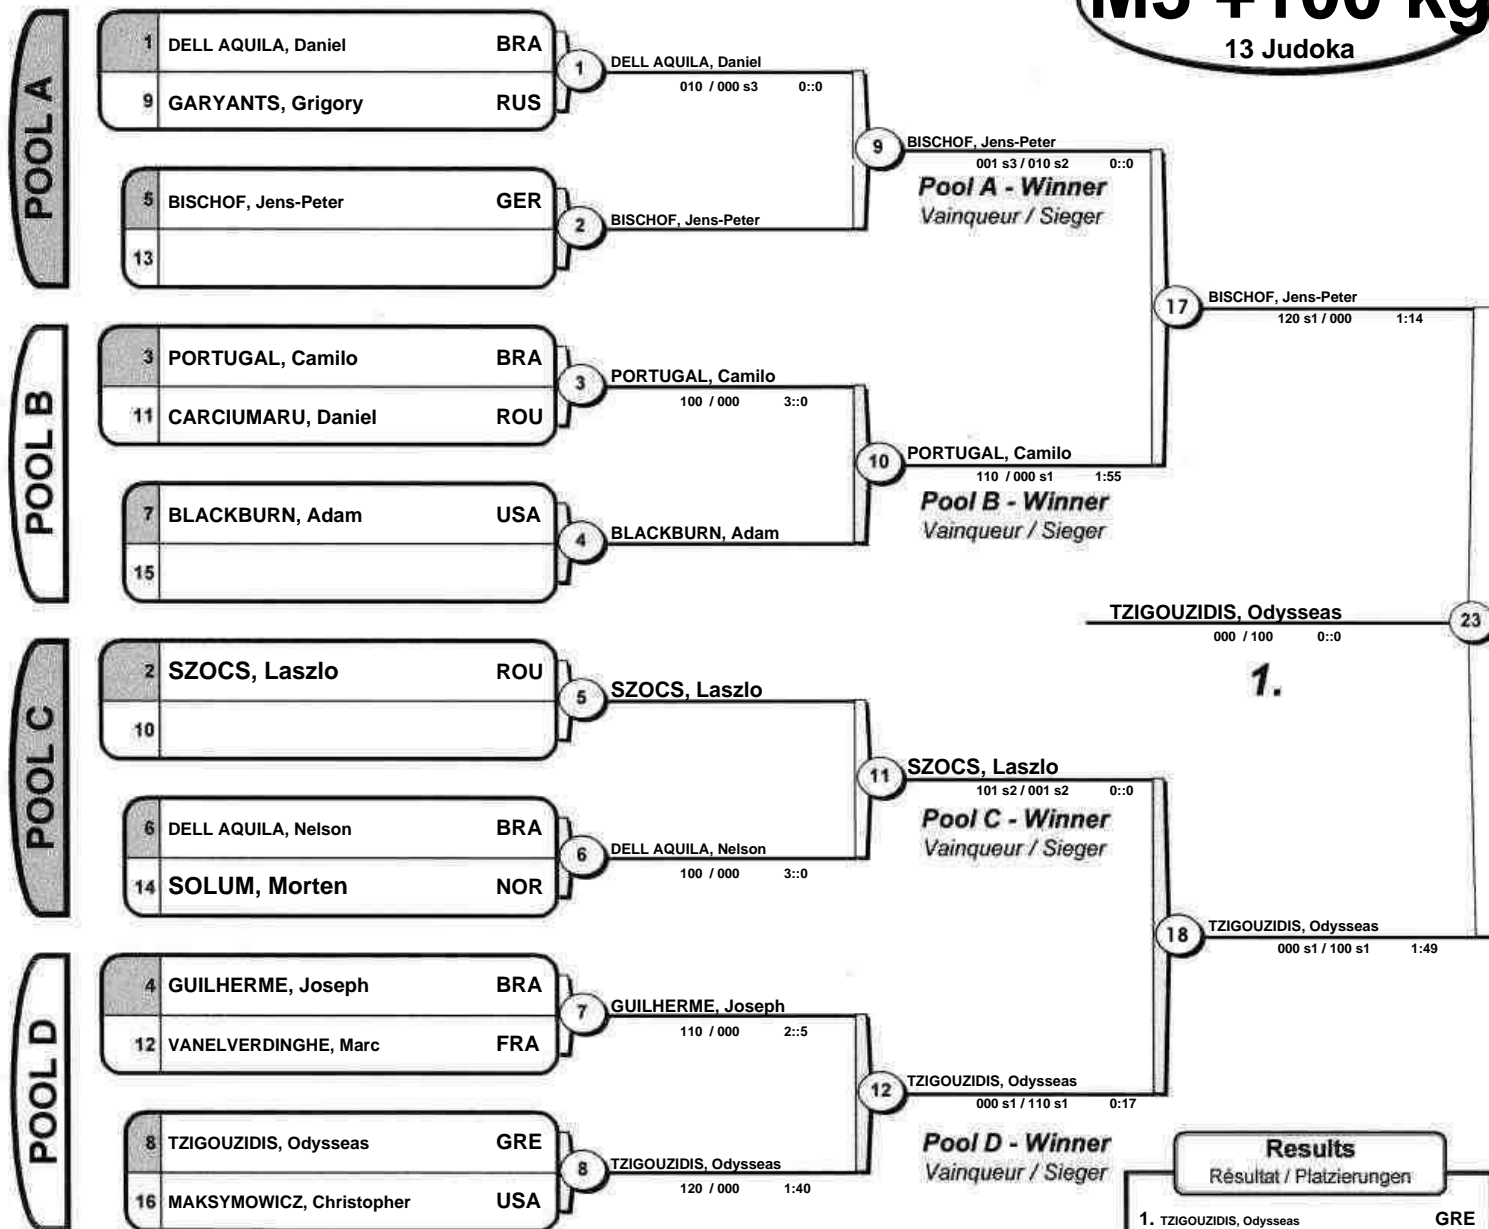 M5 +100 kg
13 Judoka
POOL A
1 DELL AQUILA, Daniel BRA
9 GARYANTS, Grigory RUS
1
DELL AQUILA, Daniel
010 / 000 s3 0::0
5 BISCHOF, Jens-Peter GER
13
2
BISCHOF, Jens-Peter
9
BISCHOF, Jens-Peter
001 s3 / 010 s2 0::0
Pool A - Winner
Vainqueur / Sieger
POOL B
3 PORTUGAL, Camilo BRA
11 CARCIUMARU, Daniel ROU
3
PORTUGAL, Camilo
100 / 000 3::0
7 BLACKBURN, Adam USA
15
4
BLACKBURN, Adam
10
PORTUGAL, Camilo
110 / 000 s1 1:55
Pool B - Winner
Vainqueur / Sieger
17
BISCHOF, Jens-Peter
120 s1 / 000 1:14
TZIGOUZIDIS, Odysseas
000 / 100 0::0
23
1.
POOL C
2 SZOCS, Laszlo ROU
10
5
SZOCS, Laszlo
6 DELL AQUILA, Nelson BRA
14 SOLUM, Morten NOR
6
DELL AQUILA, Nelson
100 / 000 3::0
11
SZOCS, Laszlo
101 s2 / 001 s2 0::0
Pool C - Winner
Vainqueur / Sieger
18
TZIGOUZIDIS, Odysseas
000 s1 / 100 s1 1:49
POOL D
4 GUILHERME, Joseph BRA
12 VANELVERDINGHE, Marc FRA
7
GUILHERME, Joseph
110 / 000 2::5
8 TZIGOUZIDIS, Odysseas GRE
16 MAKSYMOWICZ, Christopher USA
8
TZIGOUZIDIS, Odysseas
120 / 000 1:40
12
TZIGOUZIDIS, Odysseas
000 s1 / 110 s1 0:17
Pool D - Winner
Vainqueur / Sieger
Results
Résultat / Platzierungen
1. TZIGOUZIDIS, Odysseas GRE